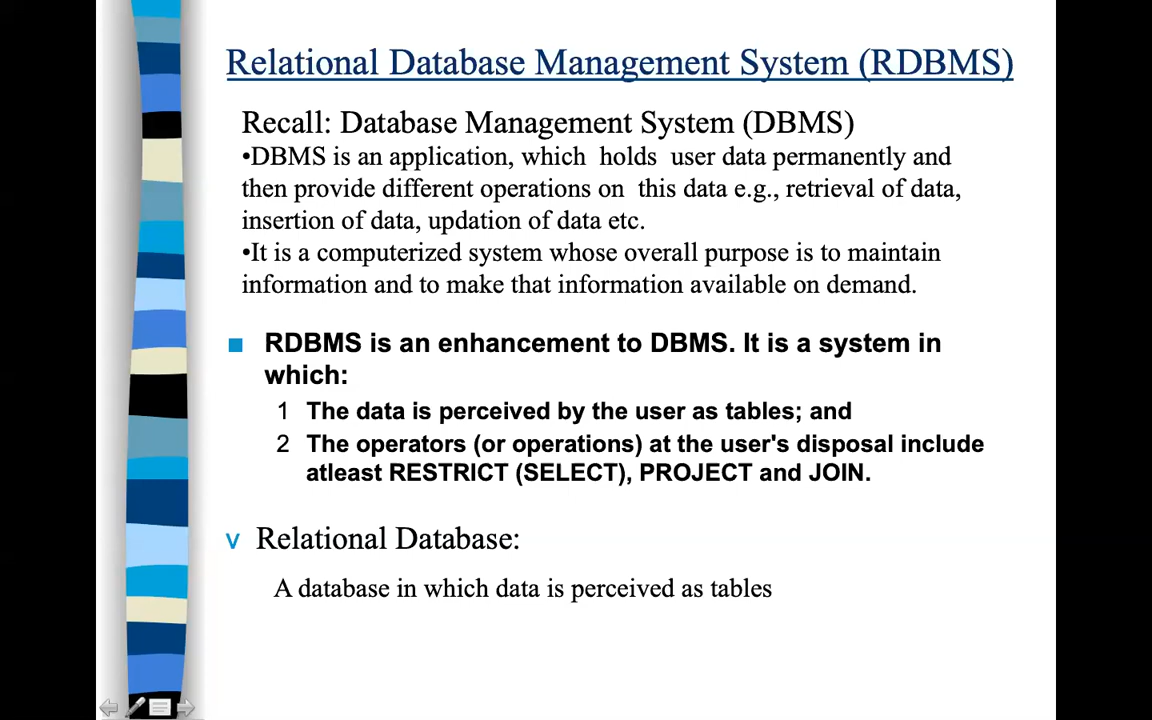 Relational Database Management System (RDBMS)
Recall: Database Management System (DBMS)
•DBMS is an application, which holds user data permanently and
then provide different operations on this data e.g., retrieval of data,
insertion of data, updation of data etc.
•It is a computerized system whose overall purpose is to maintain
information and to make that information available on demand.
■ RDBMS is an enhancement to DBMS. It is a system in
which:
1 The data is perceived by the user as tables; and
2 The operators (or operations) at the user's disposal include
atleast RESTRICT (SELECT), PROJECT and JOIN.
v Relational Database:
A database in which data is perceived as tables